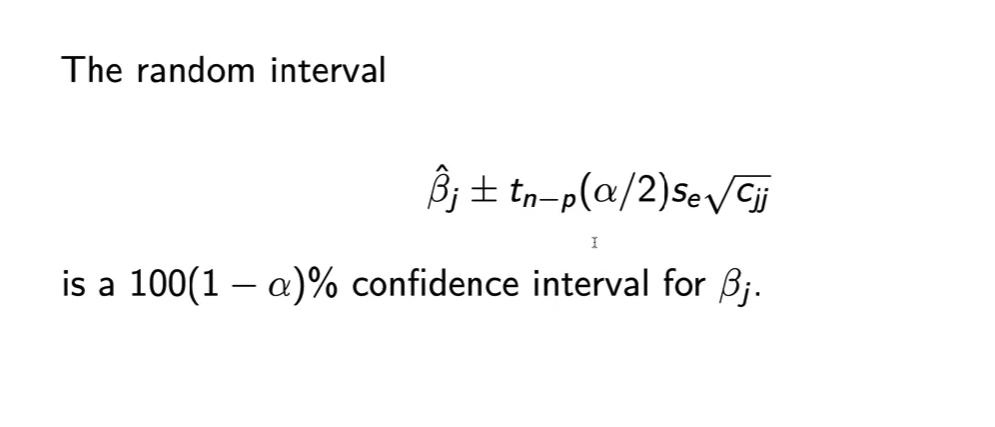 The random interval
β̂ⱼ ± tₙ₋ₚ(α/2)sₑ√cⱼⱼ
is a 100(1 − α)% confidence interval for βⱼ.